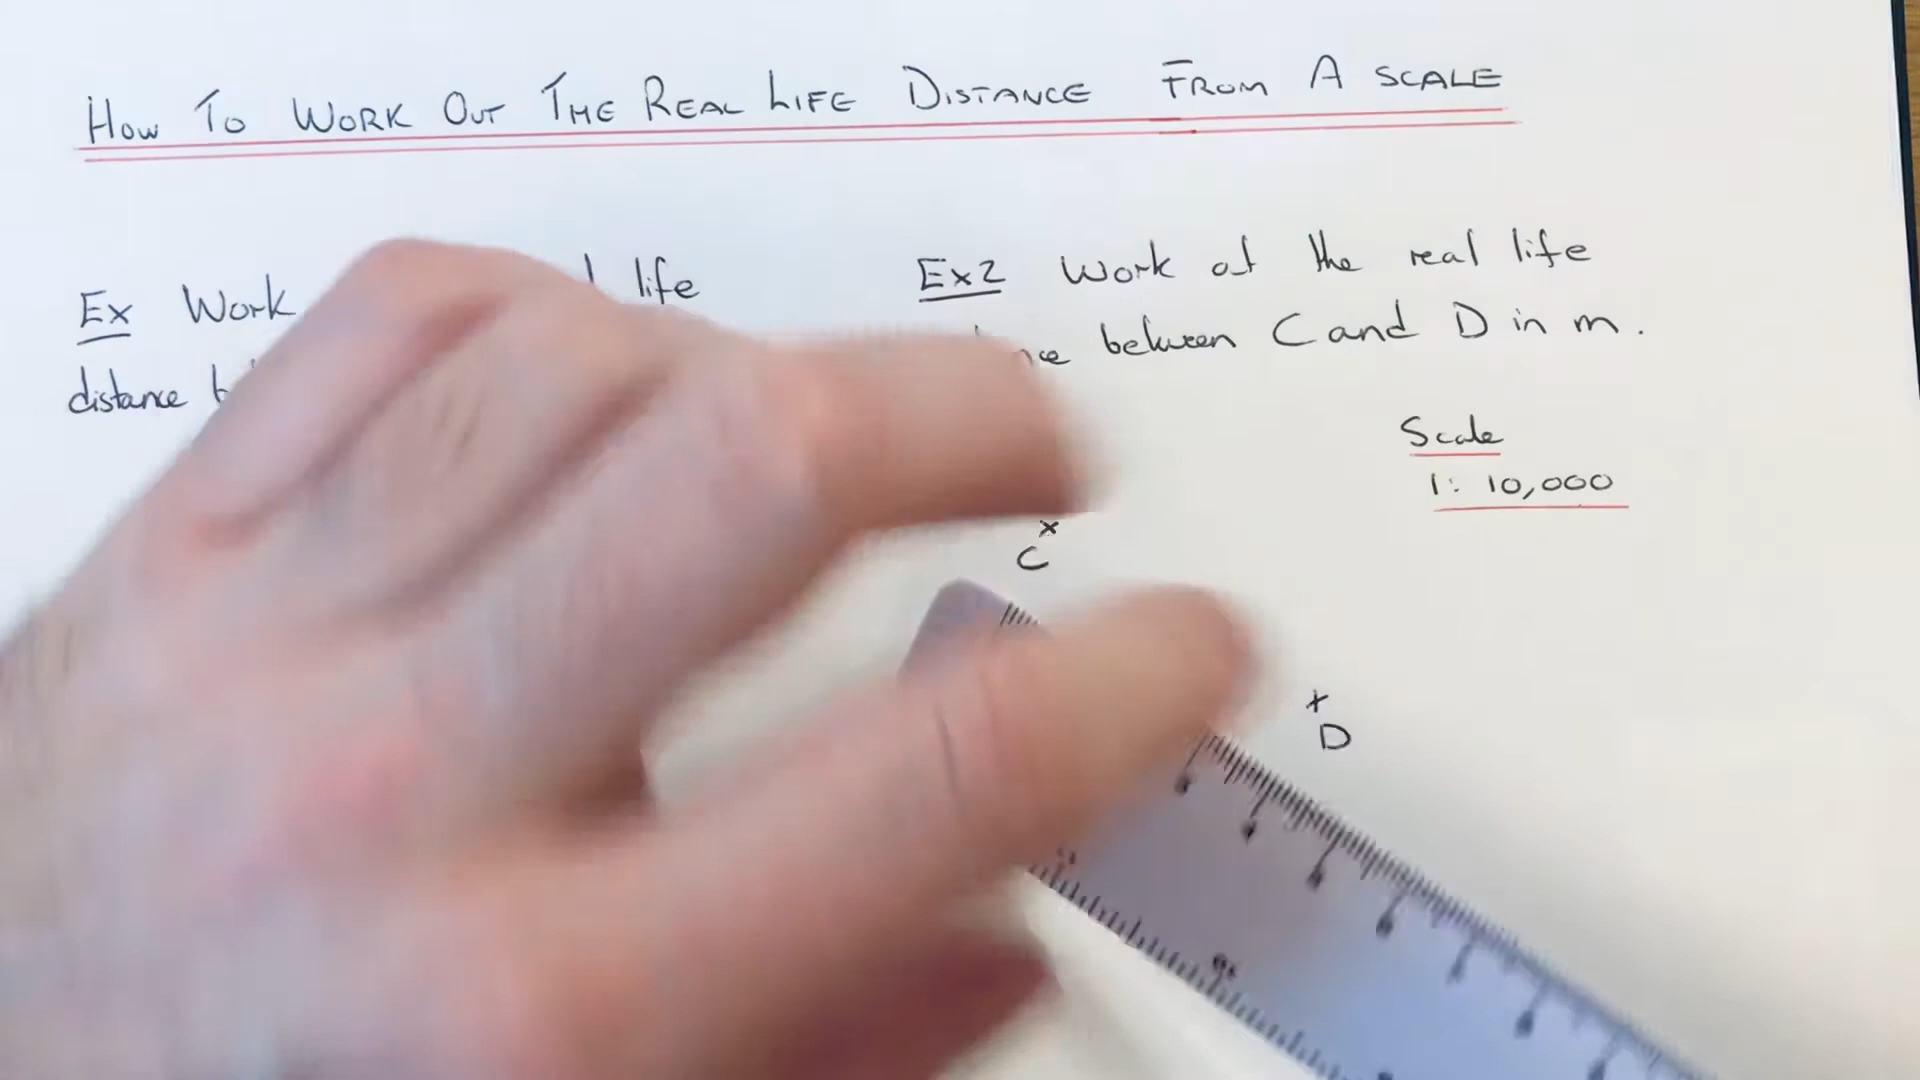 How To Work Out The Real Life Distance From A Scale
Ex Work life
distance
Ex2 Work out the real life
between C and D in m.
Scale
1: 10,000
C
D